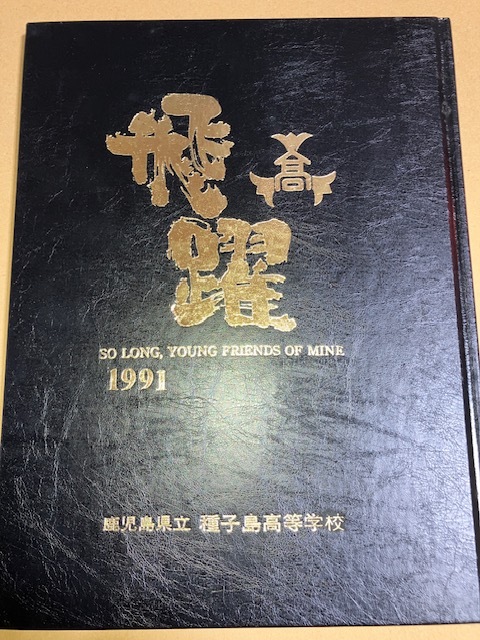 飛躍
高
SO LONG, YOUNG FRIENDS OF MINE
1991
鹿児島県立 種子島高等学校